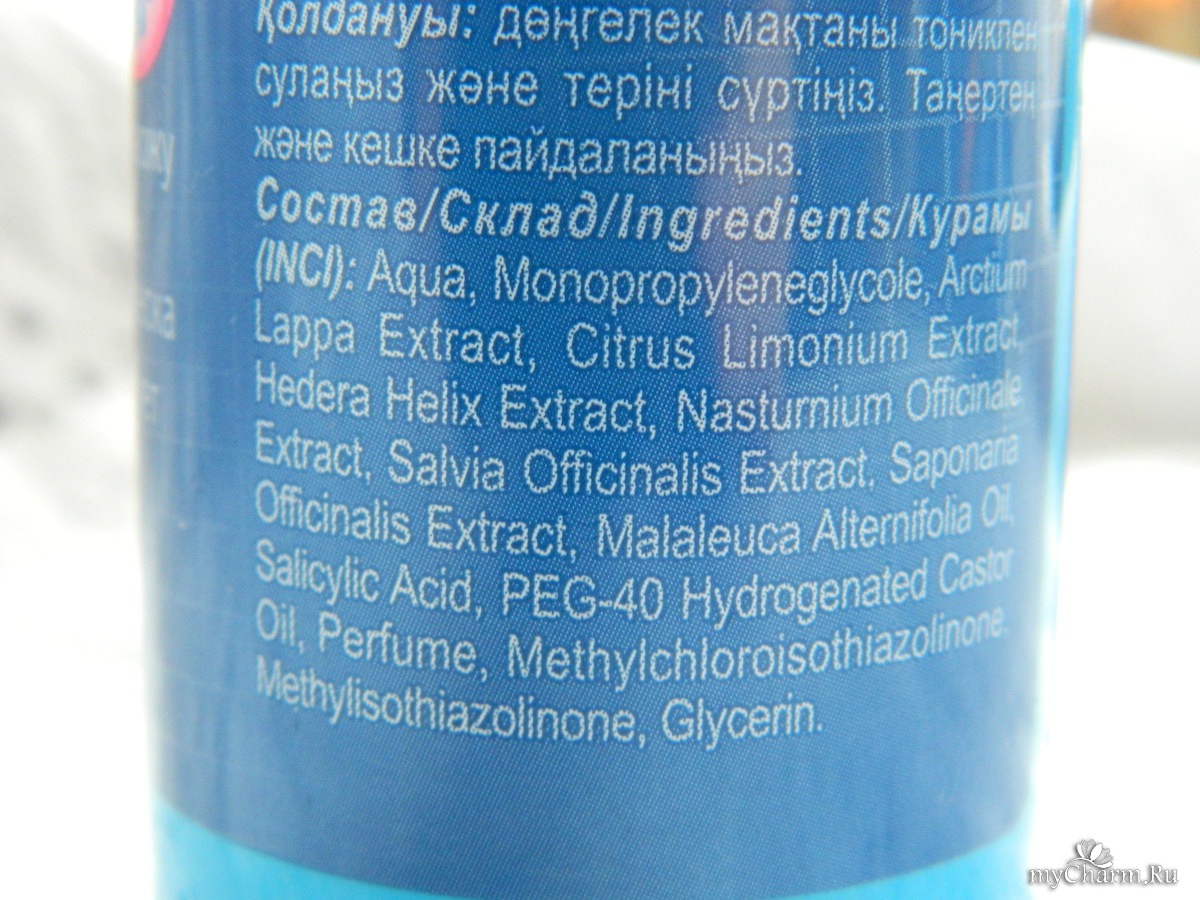 Қолдануы: дөңгелек мақтаны тоникпен
сулаңыз және теріні сүртіңіз. Таңертең
және кешке пайдаланыңыз.
Состав/Склад/Ingredients/Курамы
(INCI): Aqua, Monopropyleneglycole, Arctium
Lappa Extract, Citrus Limonium Extract,
Hedera Helix Extract, Nasturnium Officinale
Extract, Salvia Officinalis Extract. Saponaria
Officinalis Extract, Malaleuca Alternifolia Oil,
Salicylic Acid, PEG-40 Hydrogenated Castor
Oil, Perfume, Methylchloroisothiazolinone.
Methylisothiazolinone, Glycerin.
myCharm.Ru